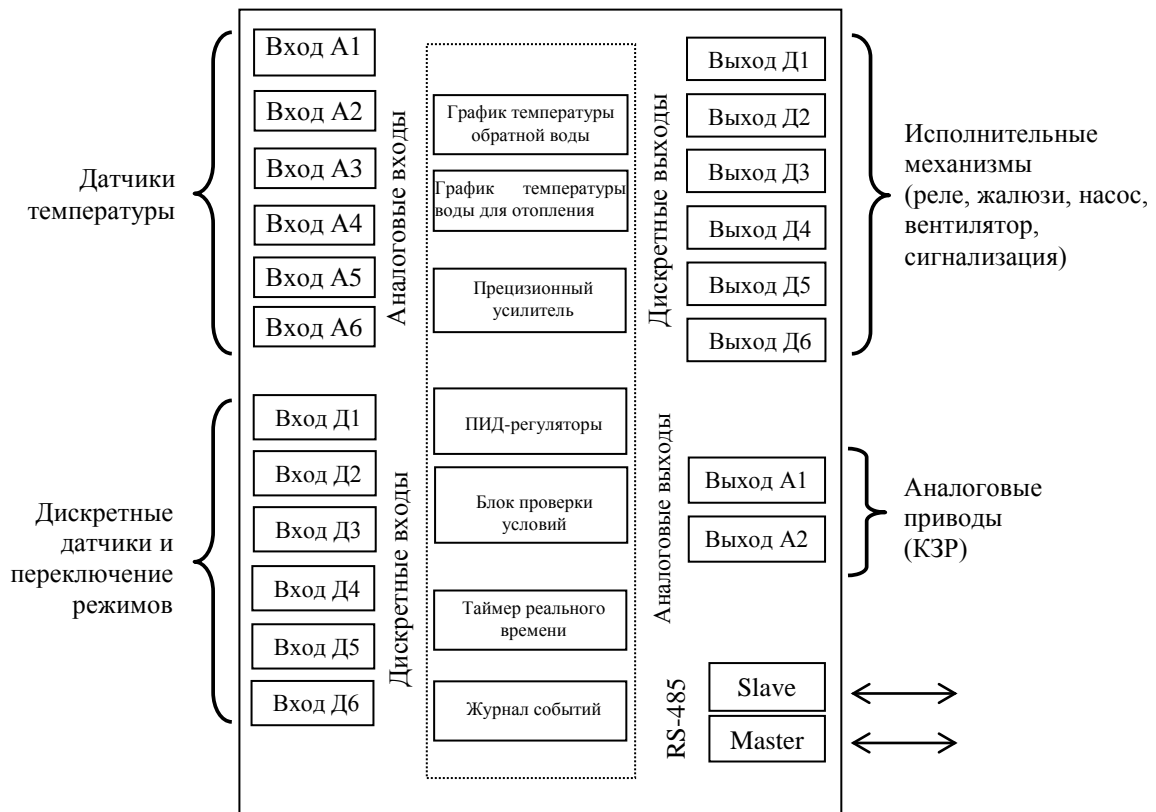 Датчики
температуры
Дискретные
датчики и
переключение
режимов
Вход А1
Вход А2
Вход А3
Вход А4
Вход А5
Вход А6
Аналоговые входы
Вход Д1
Вход Д2
Вход Д3
Вход Д4
Вход Д5
Вход Д6
Дискретные входы
График температуры
обратной воды
График температуры
воды для отопления
Прецизионный
усилитель
ПИД-регуляторы
Блок проверки
условий
Таймер реального
времени
Журнал событий
Дискретные выходы
Выход Д1
Выход Д2
Выход Д3
Выход Д4
Выход Д5
Выход Д6
Аналоговые выходы
Выход А1
Выход А2
RS-485
Slave
Master
Исполнительные
механизмы
(реле, жалюзи, насос,
вентилятор,
сигнализация)
Аналоговые
приводы
(КЗР)